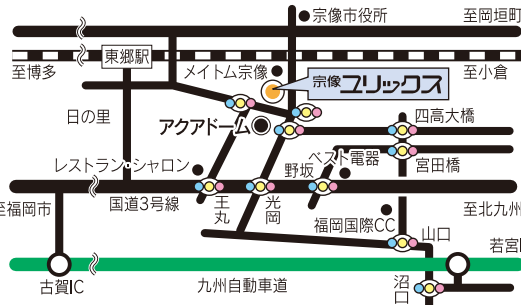 宗像市役所
至岡垣町
東郷駅
至博多
メイトム宗像
至小倉
宗像ユリックス
日の里
アクアドーム
四高大橋
レストラン・シャロン
ベスト電器
野坂
宮田橋
至福岡市
国道3号線
王丸
光岡
至北九州
福岡国際CC
山口
若宮
古賀IC
九州自動車道
沼口